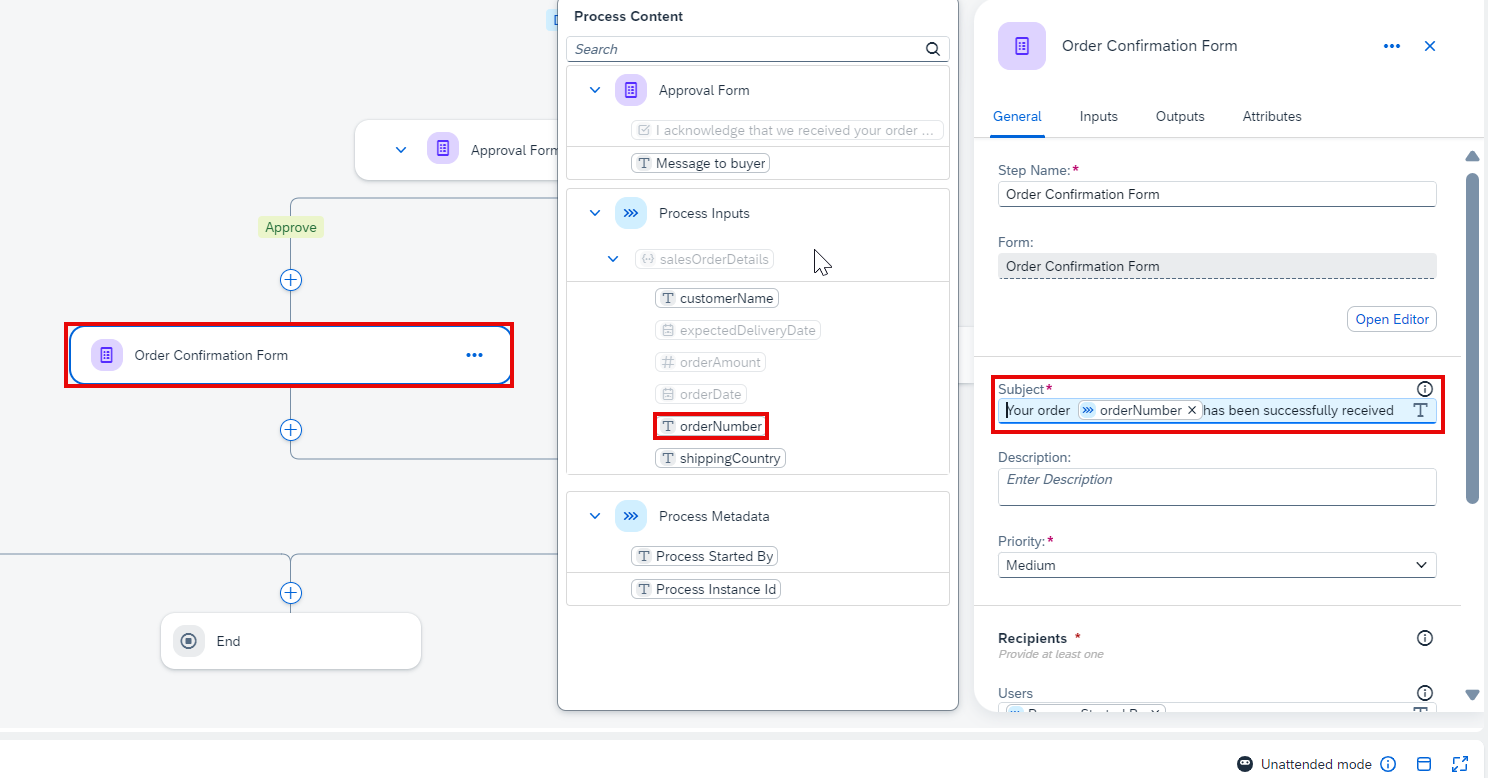 Approval Form
Approve
Order Confirmation Form
End
Process Content
Search
Approval Form
I acknowledge that we received your order ...
Message to buyer
Process Inputs
salesOrderDetails
customerName
expectedDeliveryDate
orderAmount
orderDate
orderNumber
shippingCountry
Process Metadata
Process Started By
Process Instance Id
Order Confirmation Form
General Inputs Outputs Attributes
Step Name:*
Order Confirmation Form
Form:
Order Confirmation Form
Open Editor
Subject*
Your order orderNumber has been successfully received
Description:
Enter Description
Priority:*
Medium
Recipients *
Provide at least one
Users
Process Started By
Unattended mode